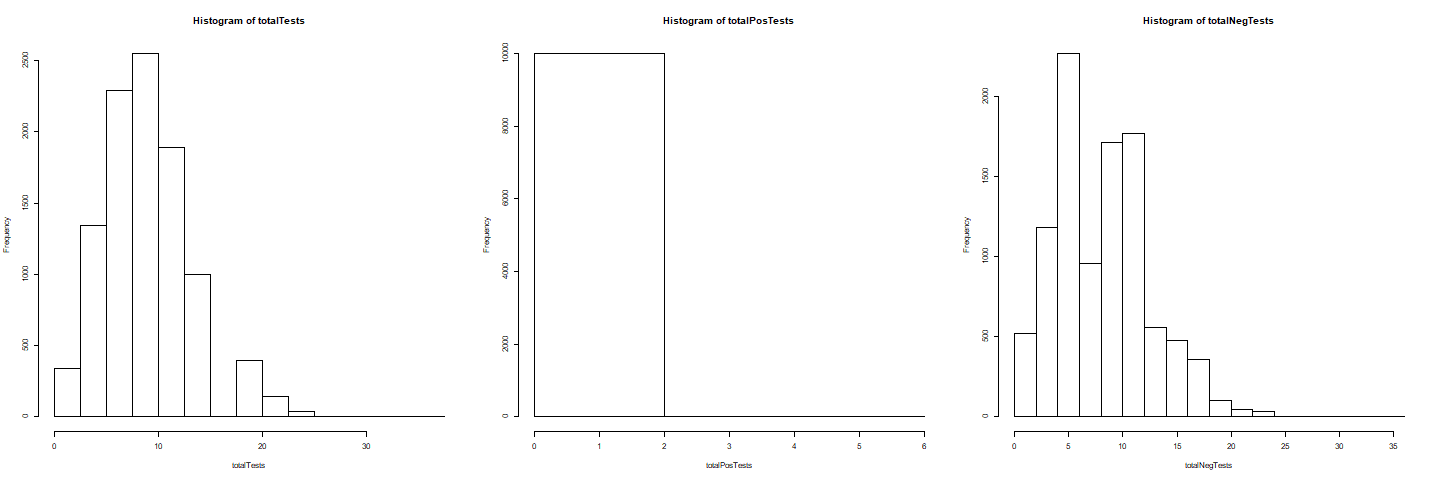 Histogram of totalTests
Frequency
2500
2000
1500
1000
500
0
0 10 20 30
totalTests
Histogram of totalPosTests
Frequency
10000
8000
6000
4000
2000
0
0 1 2 3 4 5 6
totalPosTests
Histogram of totalNegTests
Frequency
2000
1500
1000
500
0
0 5 10 15 20 25 30 35
totalNegTests